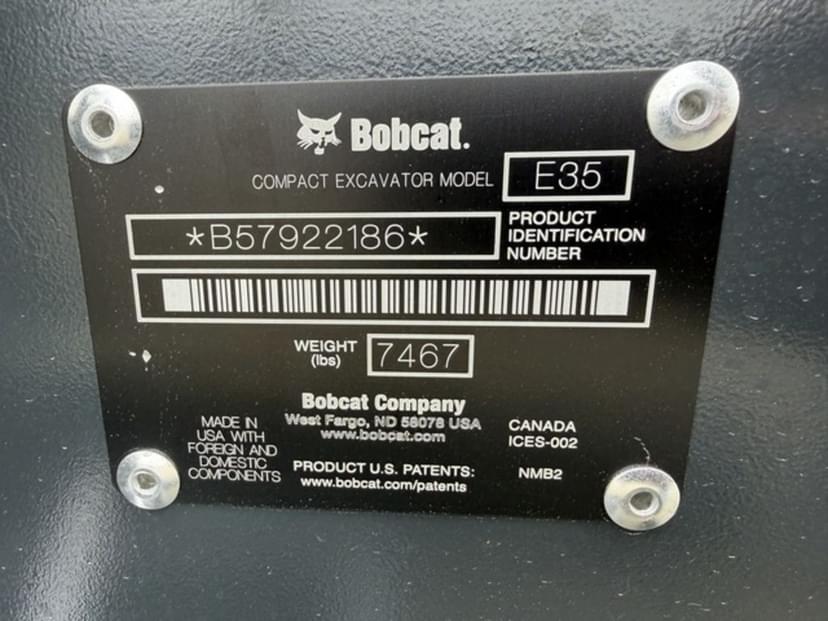 Bobcat.
COMPACT EXCAVATOR MODEL E35
*B57922186*
PRODUCT
IDENTIFICATION
NUMBER
WEIGHT
(lbs)
7467
Bobcat Company
West Fargo, ND 58078 USA
www.bobcat.com
MADE IN
USA WITH
FOREIGN AND
DOMESTIC
COMPONENTS
PRODUCT U.S. PATENTS:
www.bobcat.com/patents
CANADA
ICES-002
NMB2